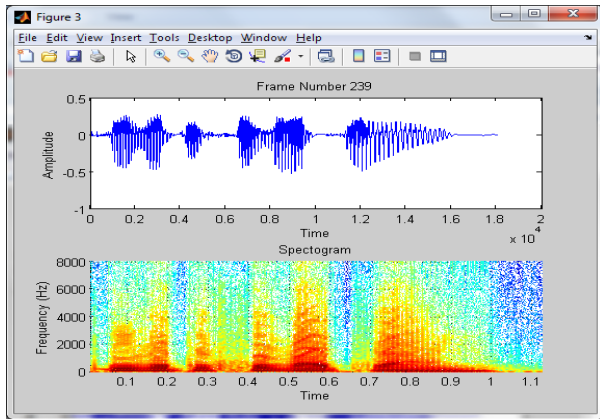 Figure 3
File Edit View Insert Tools Desktop Window Help
Frame Number 239
0.5
0
-0.5
-1
Amplitude
0 0.2 0.4 0.6 0.8 1 1.2 1.4 1.6 1.8 2
Time
x 10^4
Spectogram
8000
6000
4000
2000
0
Frequency (Hz)
0.1 0.2 0.3 0.4 0.5 0.6 0.7 0.8 0.9 1 1.1
Time